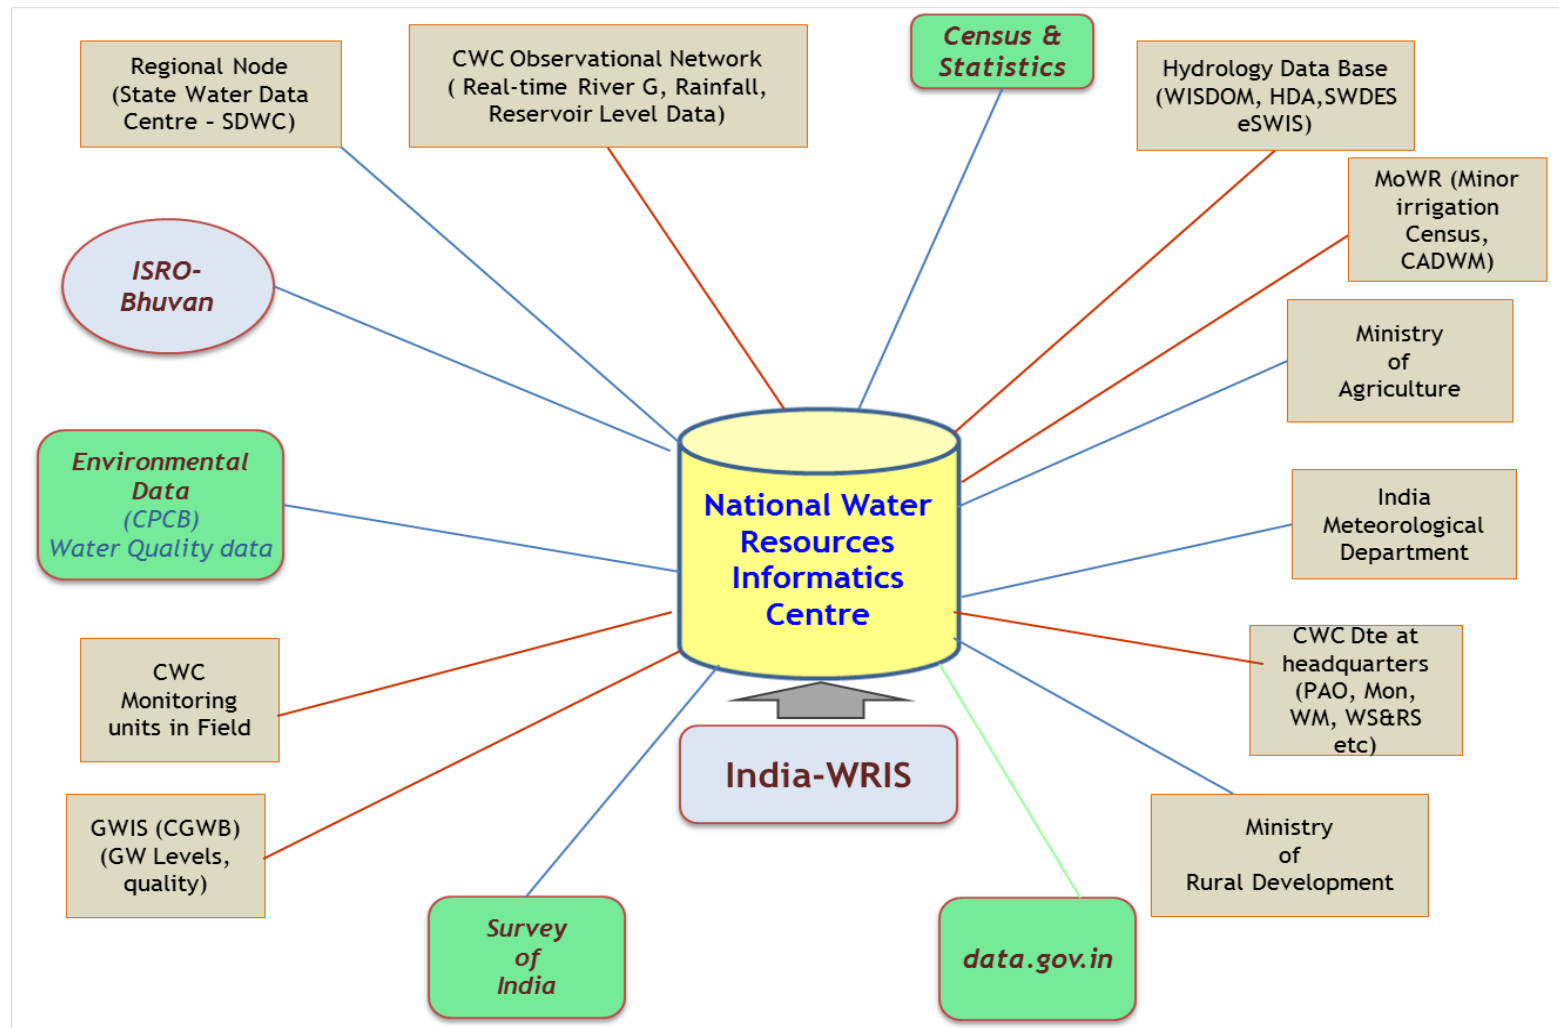 Regional Node
(State Water Data
Centre – SDWC)
CWC Observational Network
( Real-time River G, Rainfall,
Reservoir Level Data)
Census &
Statistics
Hydrology Data Base
(WISDOM, HDA,SWDES
eSWIS)
MoWR (Minor
irrigation
Census,
CADWM)
ISRO-
Bhuvan
Ministry
of
Agriculture
Environmental
Data
(CPCB)
Water Quality data
National Water
Resources
Informatics
Centre
India
Meteorological
Department
CWC
Monitoring
units in Field
CWC Dte at
headquarters
(PAO, Mon,
WM, WS&RS
etc)
India-WRIS
GWIS (CGWB)
(GW Levels,
quality)
Ministry
of
Rural Development
Survey
of
India
data.gov.in